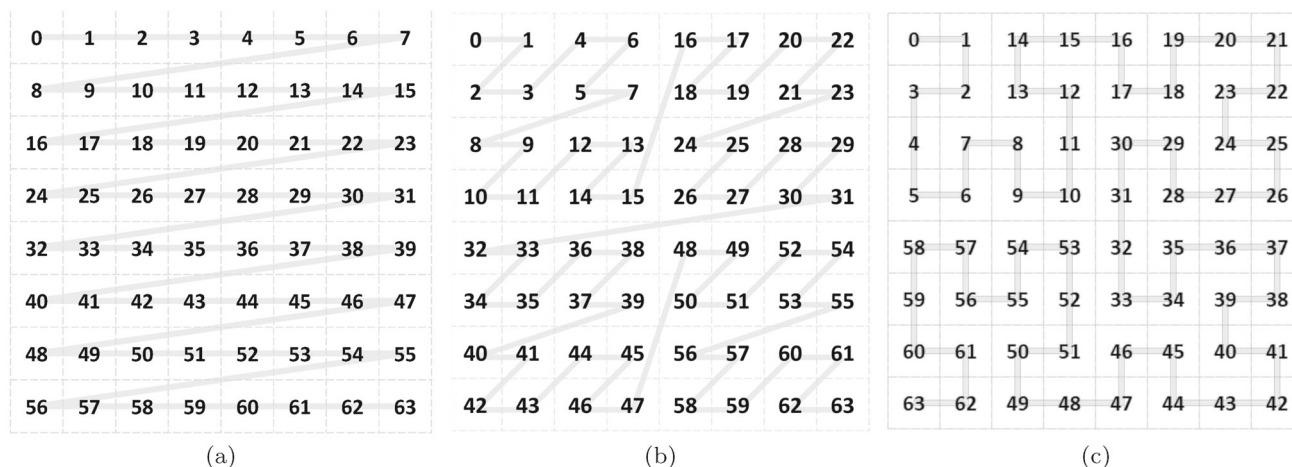 0 1 2 3 4 5 6 7
8 9 10 11 12 13 14 15
16 17 18 19 20 21 22 23
24 25 26 27 28 29 30 31
32 33 34 35 36 37 38 39
40 41 42 43 44 45 46 47
48 49 50 51 52 53 54 55
56 57 58 59 60 61 62 63
(a)
0 1 4 6 16 17 20 22
2 3 5 7 18 19 21 23
8 9 12 13 24 25 28 29
10 11 14 15 26 27 30 31
32 33 36 38 48 49 52 54
34 35 37 39 50 51 53 55
40 41 44 45 56 57 60 61
42 43 46 47 58 59 62 63
(b)
0 1 14 15 16 19 20 21
3 2 13 12 17 18 23 22
4 7 8 11 30 29 24 25
5 6 9 10 31 28 27 26
58 57 54 53 32 35 36 37
59 56 55 52 33 34 39 38
60 61 50 51 46 45 40 41
63 62 49 48 47 44 43 42
(c)